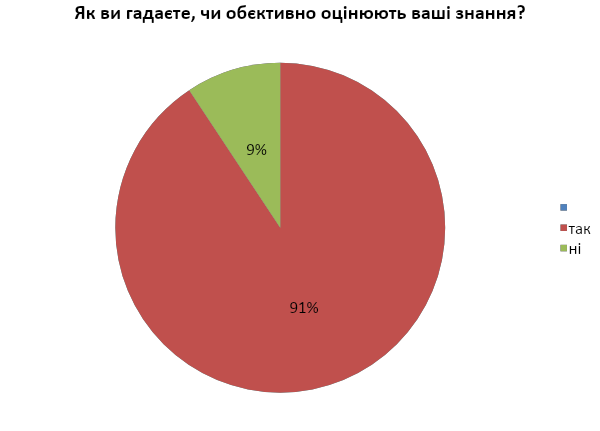 Як ви гадаєте, чи обєктивно оцінюють ваші знання?
9%
91%
так
ні